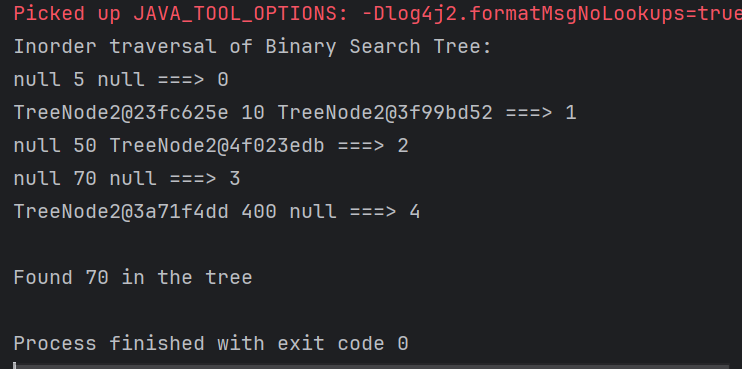 Picked up JAVA_TOOL_OPTIONS: -Dlog4j2.formatMsgNoLookups=true
Inorder traversal of Binary Search Tree:
null 5 null ===> 0
TreeNode2@23fc625e 10 TreeNode2@3f99bd52 ===> 1
null 50 TreeNode2@4f023edb ===> 2
null 70 null ===> 3
TreeNode2@3a71f4dd 400 null ===> 4
Found 70 in the tree
Process finished with exit code 0